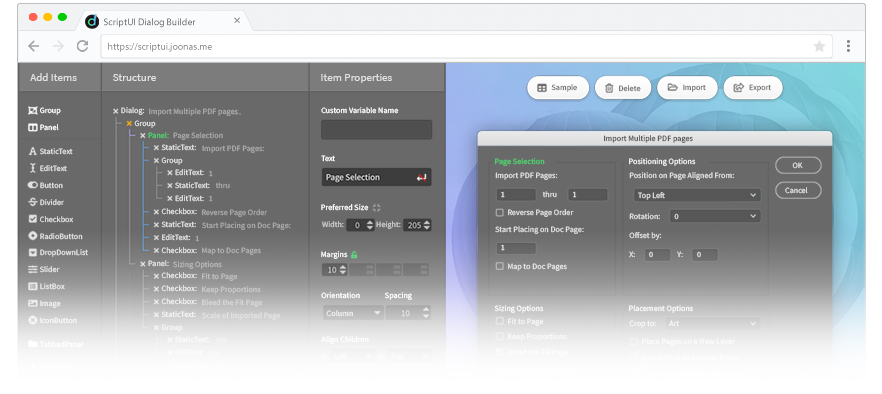 ScriptUI Dialog Builder
https://scriptui.joonas.me
Add Items
Group
Panel
StaticText
EditText
Button
Divider
Checkbox
RadioButton
DropDownList
Slider
ListBox
Image
IconButton
TabbedPanel
Structure
Dialog: Import Multiple PDF pages.
Group
Panel: Page Selection
StaticText: Import PDF Pages:
Group
EditText: 1
StaticText: thru
EditText: 1
Checkbox: Reverse Page Order
StaticText: Start Placing on Doc Page:
EditText: 1
Checkbox: Map to Doc Pages
Panel: Sizing Options
Checkbox: Fit to Page
Checkbox: Keep Proportions
Checkbox: Bleed the Fit Page
StaticText: Scale of Imported Page
Group
StaticText
Item Properties
Custom Variable Name
Text
Page Selection
Preferred Size
Width: 0 Height: 205
Margins
10
Orientation Spacing
Column 10
Align Children
Sample
Delete
Import
Export
Import Multiple PDF pages
Page Selection
Import PDF Pages:
1 thru 1
Reverse Page Order
Start Placing on Doc Page:
1
Map to Doc Pages
Sizing Options
Fit to Page
Keep Proportions
Positioning Options
Position on Page Aligned From:
Top Left
Rotation: 0
Offset by:
X: 0 Y: 0
Placement Options
Crop to: Art
Place Pages on a New Layer
OK
Cancel